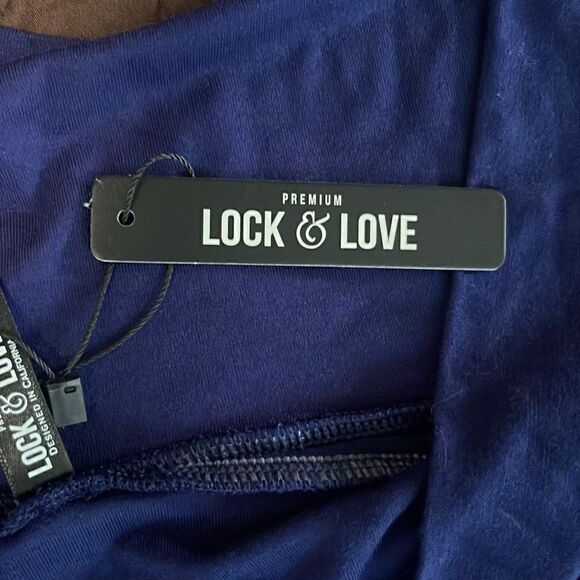 PREMIUM
LOCK & LOVE
LOCK & LOVE
DESIGNED IN CALIFORNIA